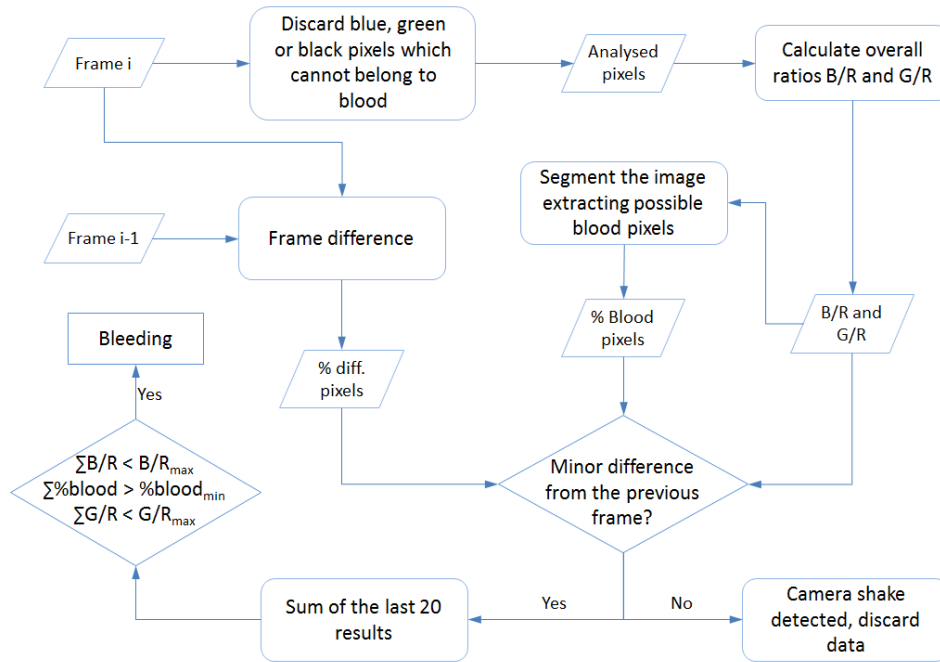 Frame i
Discard blue, green
or black pixels which
cannot belong to
blood
Analysed
pixels
Calculate overall
ratios B/R and G/R
Segment the image
extracting possible
blood pixels
Frame i-1
Frame difference
B/R and
G/R
% Blood
pixels
Bleeding
% diff.
pixels
Yes
∑B/R < B/Rmax
∑%blood > %bloodmin
∑G/R < G/Rmax
Minor difference
from the previous
frame?
Sum of the last 20
results
Yes
No
Camera shake
detected, discard
data